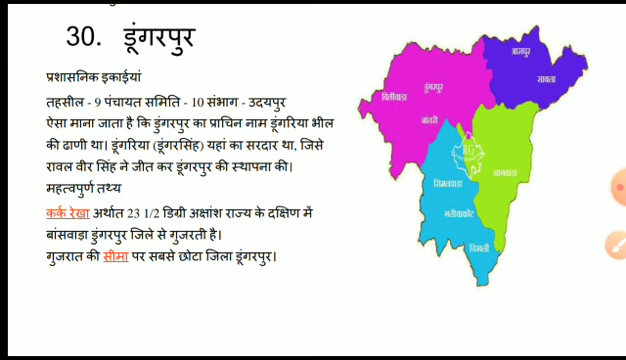 30. डूंगरपुर
प्रशासनिक इकाईयां
तहसील - 9 पंचायत समिति - 10 संभाग - उदयपुर
ऐसा माना जाता है कि डुंगरपुर का प्राचिन नाम डूंगरिया भील
की ढाणी था। डूंगरिया (डूंगरसिंह) यहां का सरदार था, जिसे
रावल वीर सिंह ने जीत कर डूंगरपुर की स्थापना की।
महत्वपुर्ण तथ्य
कर्क रेखा अर्थात 23 1/2 डिग्री अक्षांश राज्य के दक्षिण में
बांसवाडा डुंगरपुर जिले से गुजरती है।
गुजरात की सीमा पर सबसे छोटा जिला डूंगरपुर।
आसपुर
साबला
डूंगरपुर
बिछीवाडा
सागवाडा
सिमलवाडा